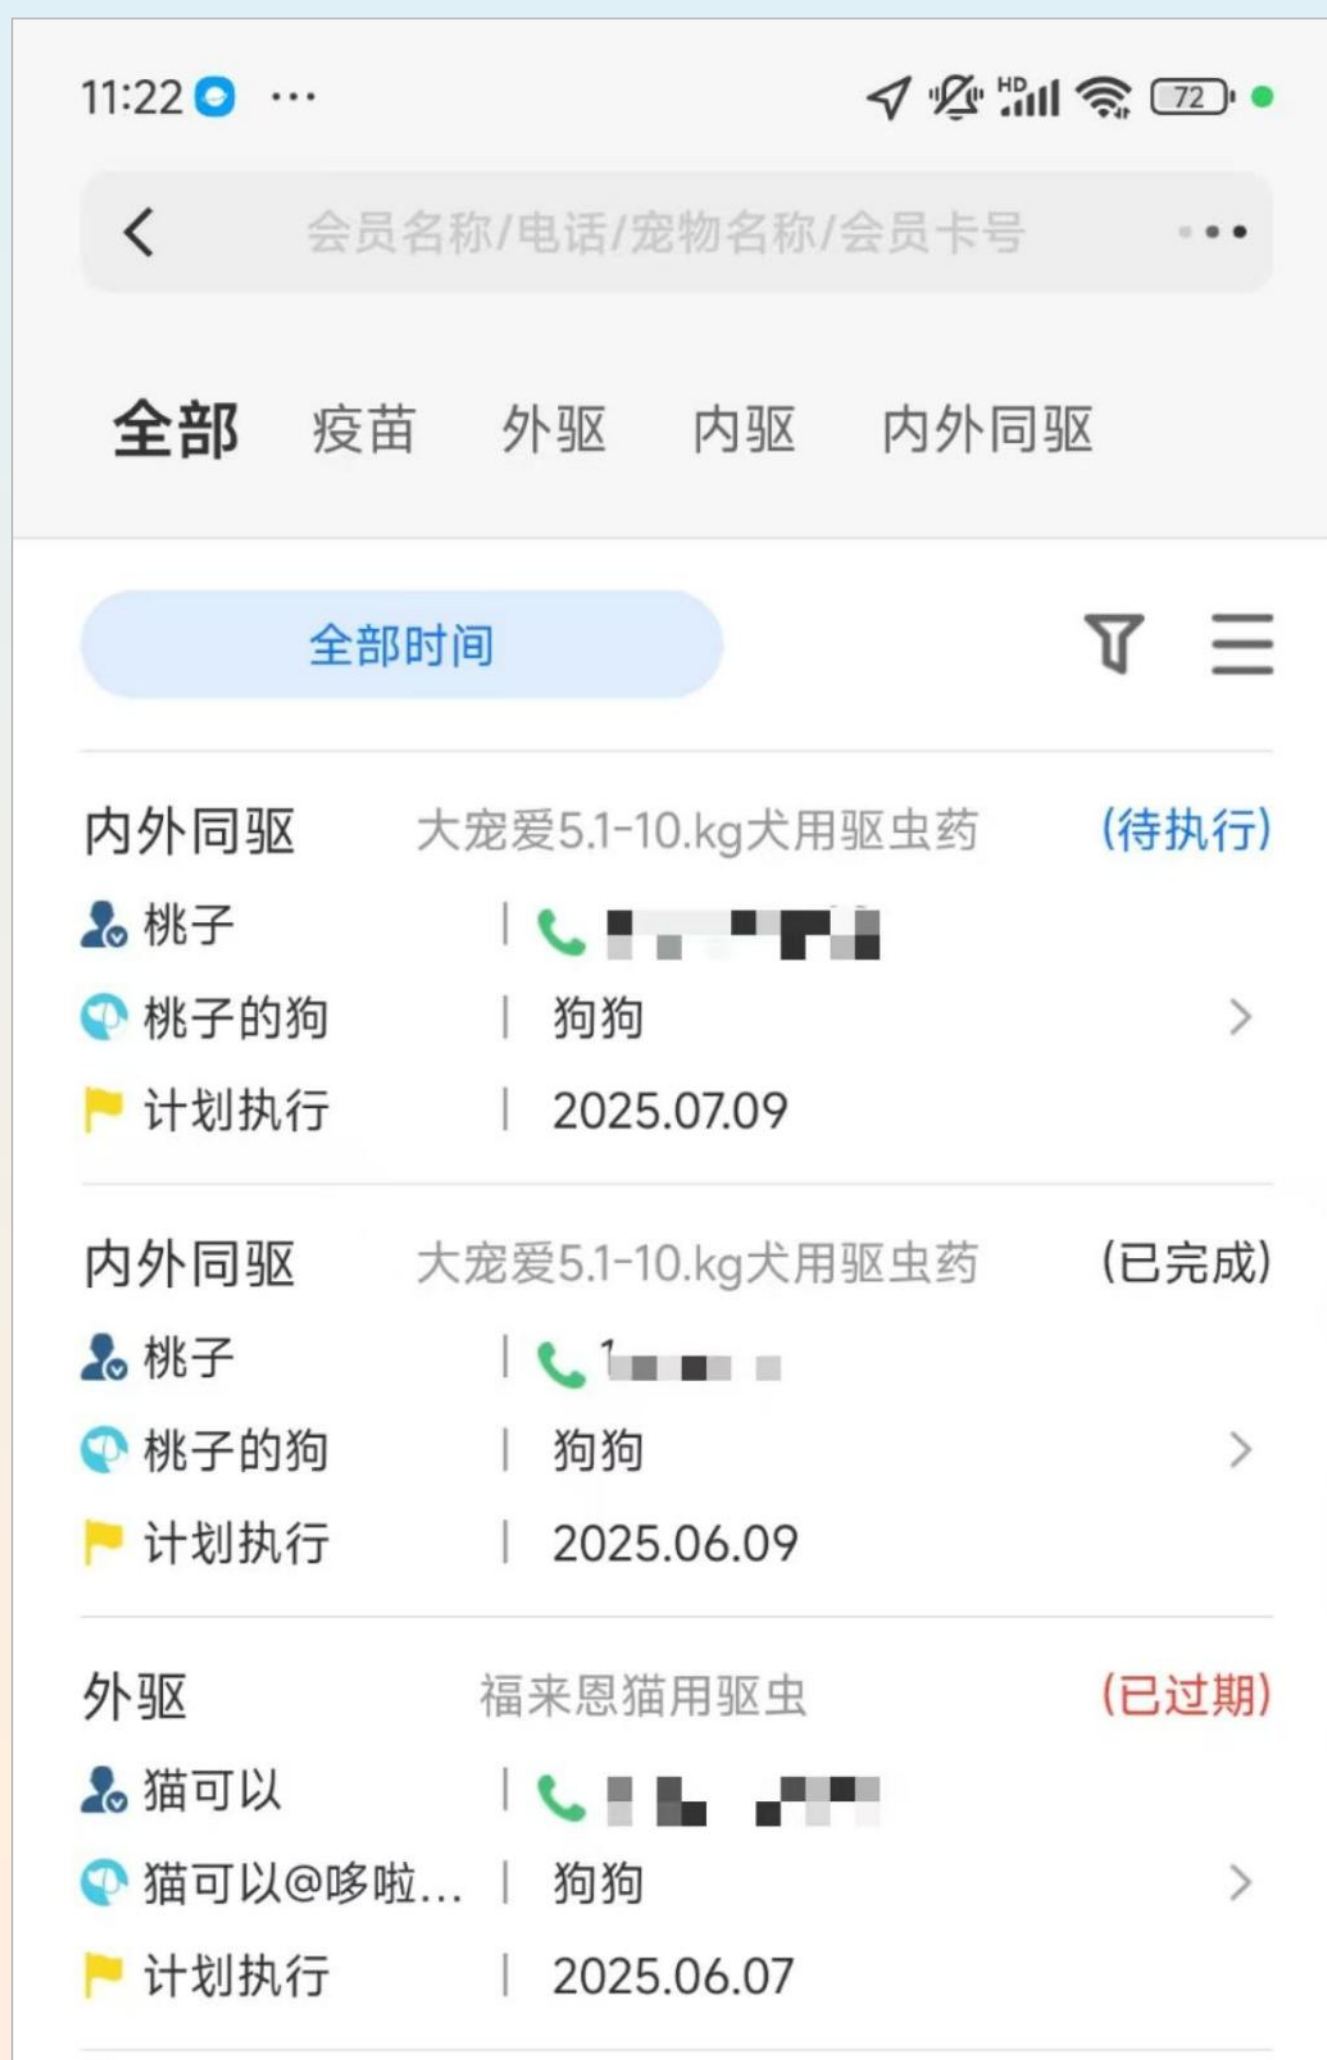 11:22
HD
72
会员名称/电话/宠物名称/会员卡号
全部 疫苗 外驱 内驱 内外同驱
全部时间
内外同驱 大宠爱5.1-10.kg犬用驱虫药 (待执行)
桃子 |
桃子的狗 | 狗狗
计划执行 | 2025.07.09
内外同驱 大宠爱5.1-10.kg犬用驱虫药 (已完成)
桃子 |
桃子的狗 | 狗狗
计划执行 | 2025.06.09
外驱 福来恩猫用驱虫 (已过期)
猫可以 |
猫可以@哆啦... | 狗狗
计划执行 | 2025.06.07